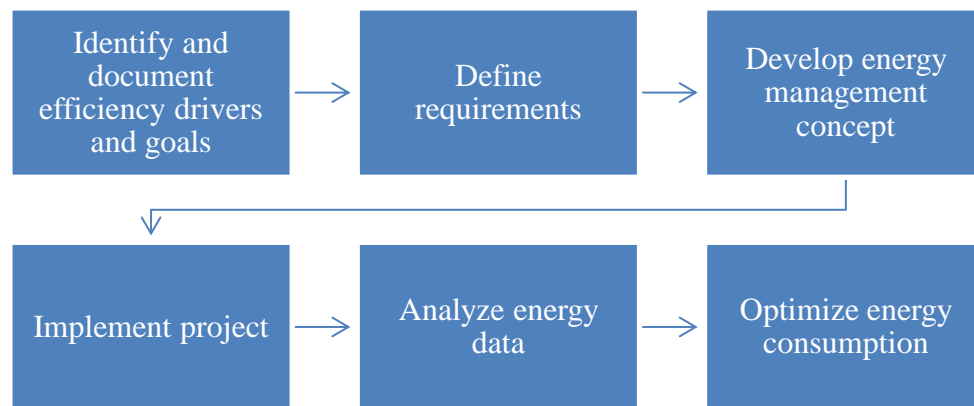 Identify and
document
efficiency drivers
and goals
Define
requirements
Develop energy
management
concept
Implement project
Analyze energy
data
Optimize energy
consumption